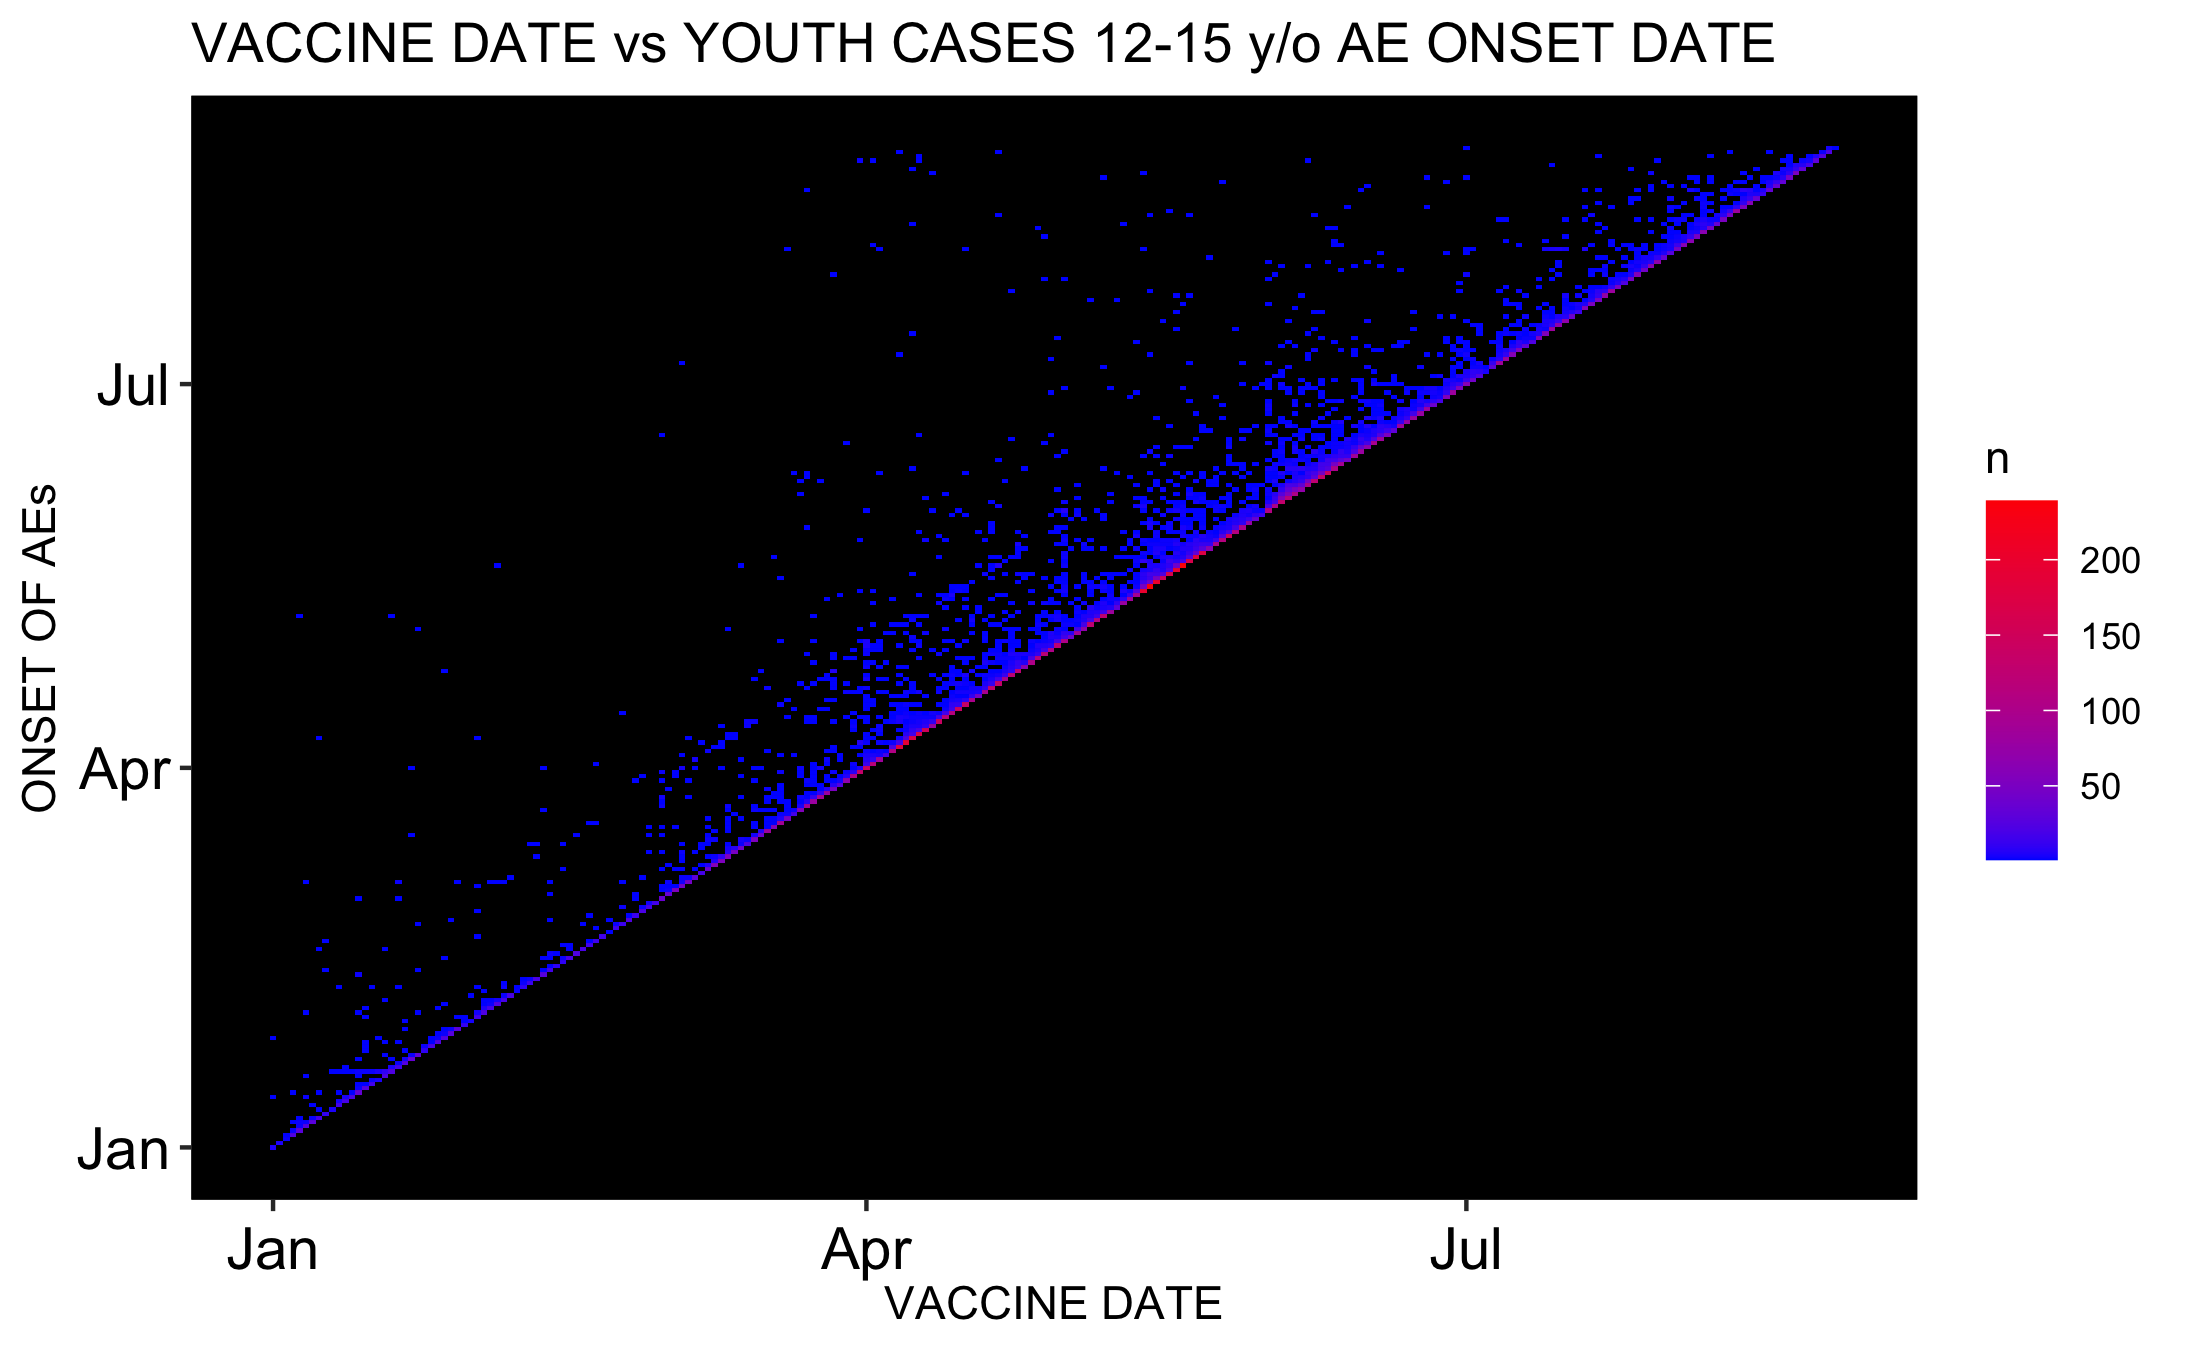 VACCINE DATE vs YOUTH CASES 12-15 y/o AE ONSET DATE
ONSET OF AEs
Jul
Apr
Jan
Jan
Apr
Jul
VACCINE DATE
n
200
150
100
50